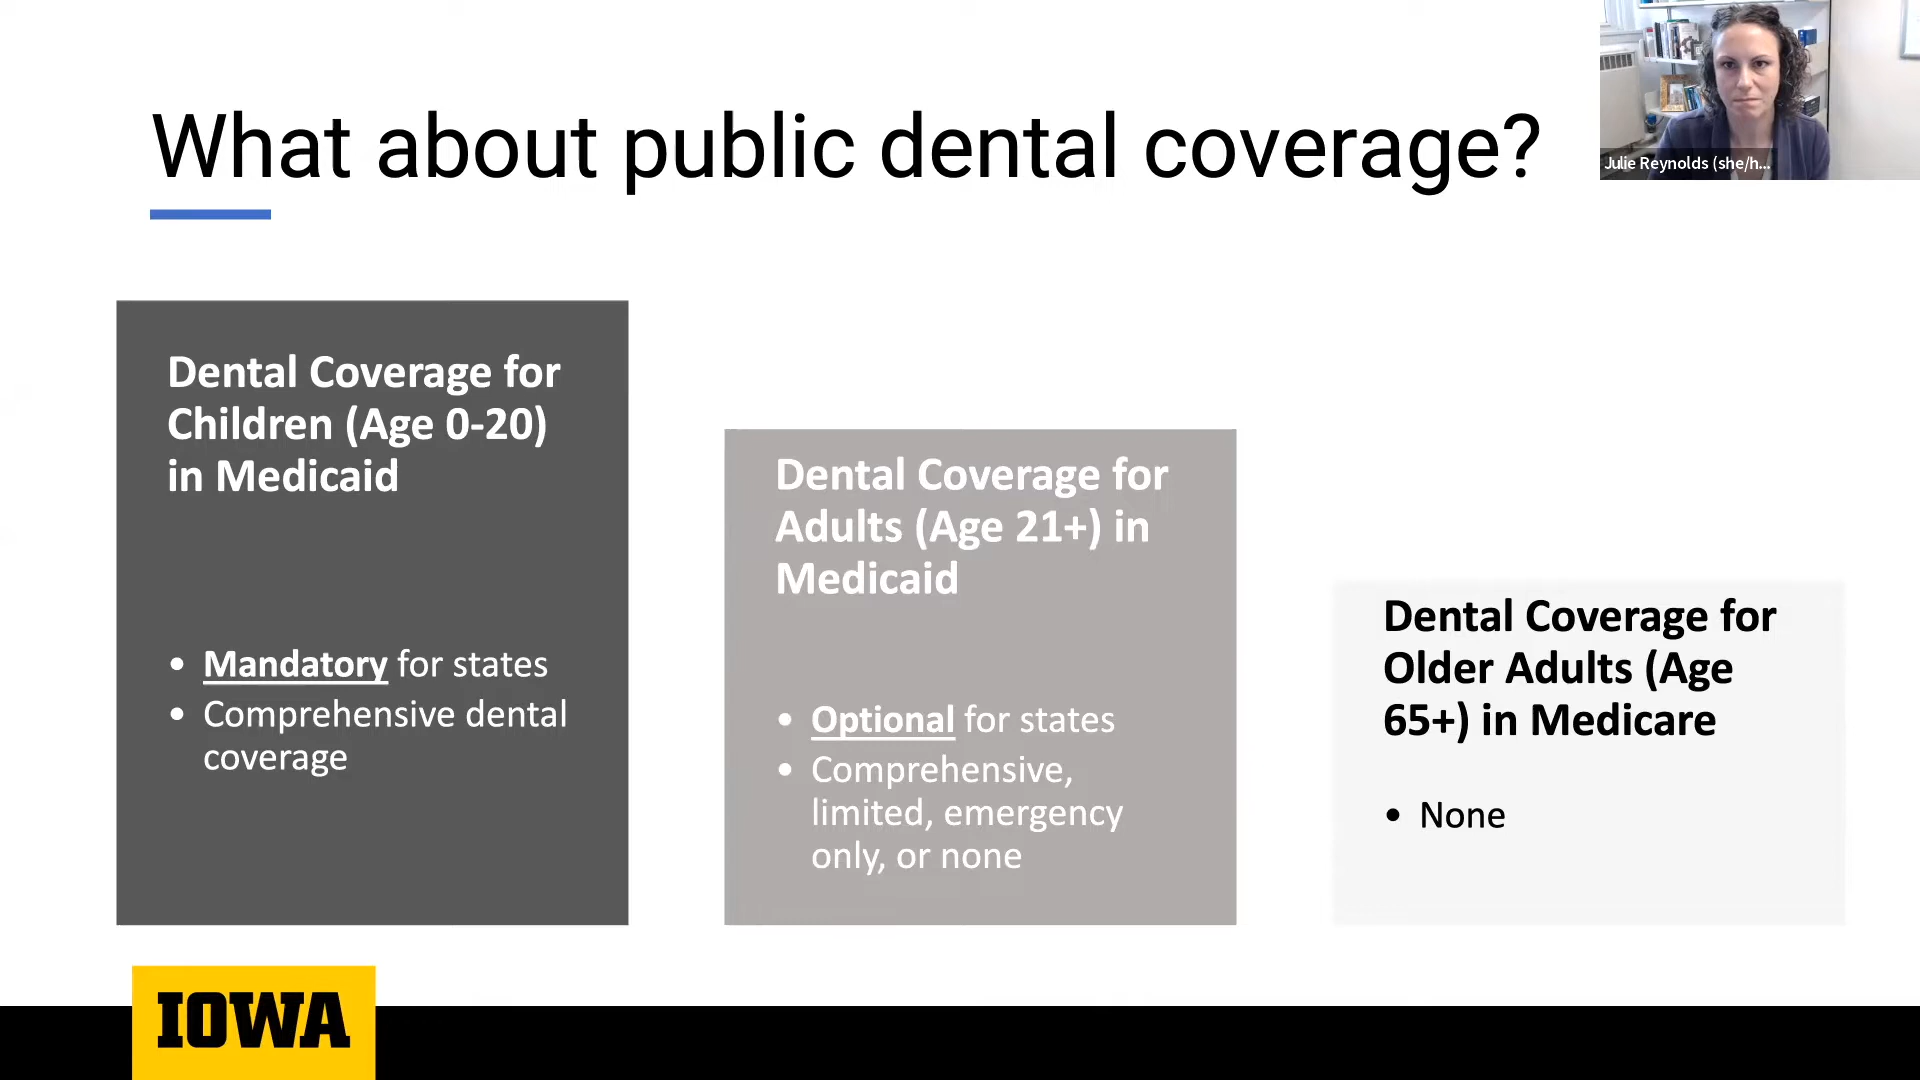 What about public dental coverage?
Julie Reynolds (she/h...
Dental Coverage for
Children (Age 0-20)
in Medicaid
• Mandatory for states
• Comprehensive dental
coverage
Dental Coverage for
Adults (Age 21+) in
Medicaid
• Optional for states
• Comprehensive,
limited, emergency
only, or none
Dental Coverage for
Older Adults (Age
65+) in Medicare
• None
IOWA